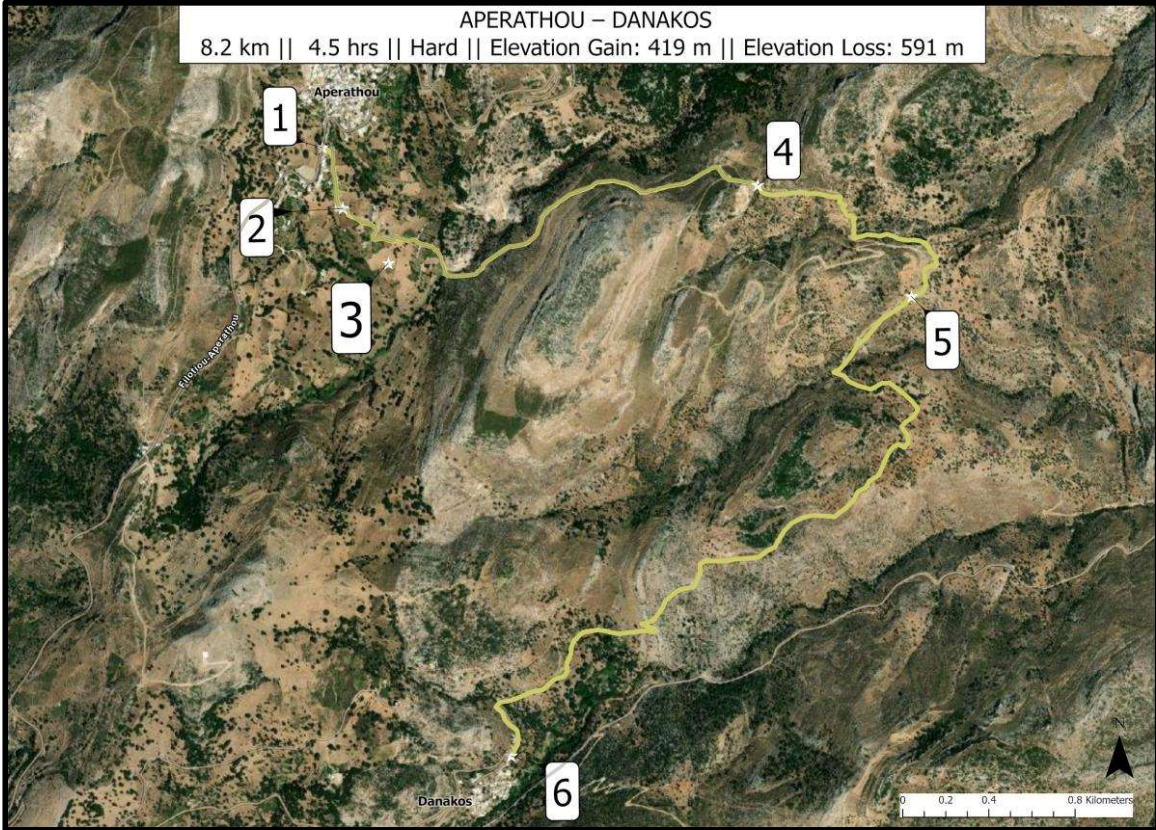 APERATHOU – DANAKOS
8.2 km || 4.5 hrs || Hard || Elevation Gain: 419 m || Elevation Loss: 591 m
Aperathou
1
4
2
3
5
Filotiou-Aperathou
N
Danakos
6
0 0.2 0.4 0.8 Kilometers